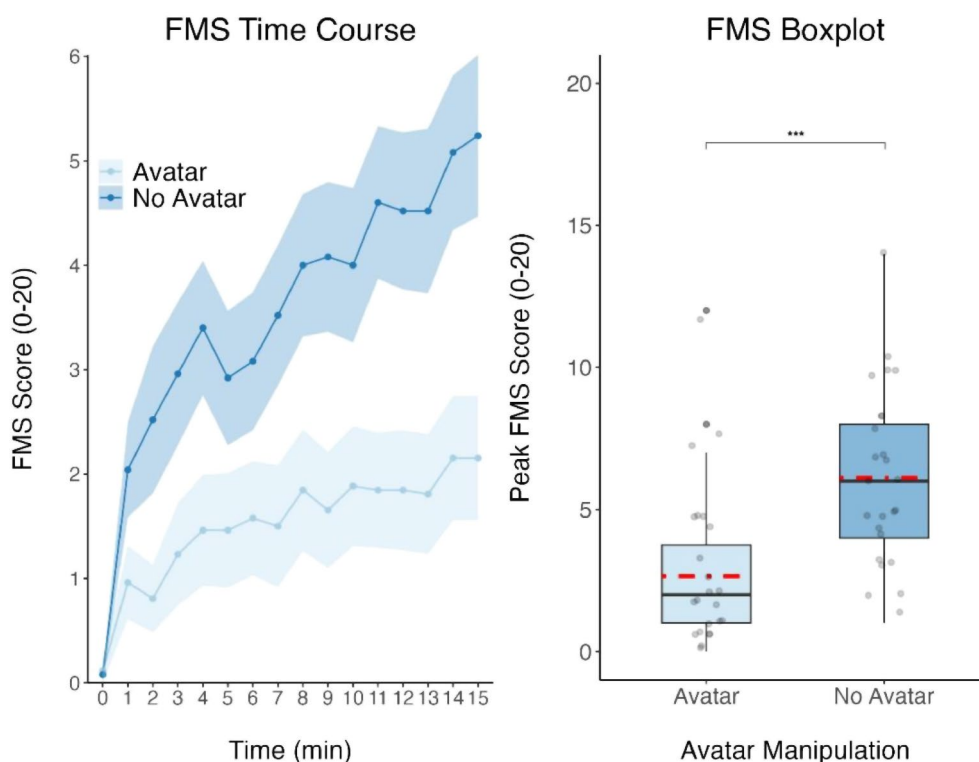 FMS Time Course
6
5
4
3
2
1
0
Avatar
No Avatar
FMS Score (0-20)
0 1 2 3 4 5 6 7 8 9 10 11 12 13 14 15
Time (min)
FMS Boxplot
20
15
10
5
0
***
Peak FMS Score (0-20)
Avatar No Avatar
Avatar Manipulation